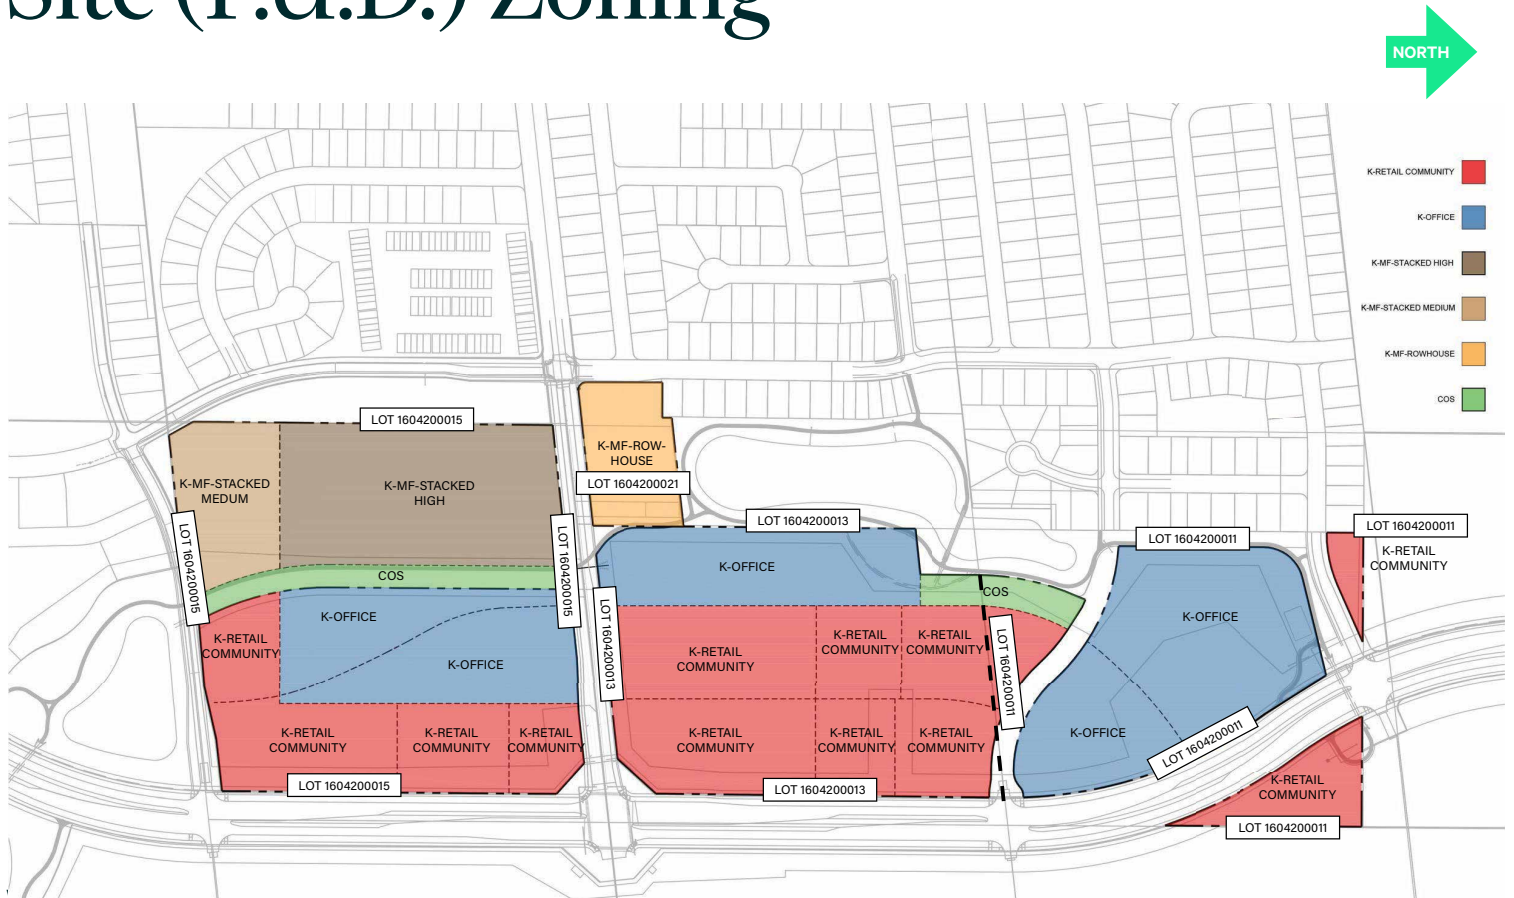 Site (P.U.D.) Zoning
NORTH
K-RETAIL COMMUNITY
K-OFFICE
K-MF-STACKED HIGH
K-MF-STACKED MEDIUM
K-MF-ROWHOUSE
COS
LOT 1604200015
K-MF-STACKED
MEDUM
K-MF-STACKED
HIGH
K-MF-ROW-
HOUSE
LOT 1604200021
LOT 1604200013
LOT 1604200011
LOT 1604200011
K-RETAIL
COMMUNITY
LOT 1604200015
LOT 1604200015
COS
K-OFFICE
COS
K-OFFICE
K-OFFICE
K-RETAIL
COMMUNITY
K-OFFICE
LOT 1604200013
K-RETAIL
COMMUNITY
K-RETAIL
COMMUNITY
K-RETAIL
COMMUNITY
LOT 1604200011
K-RETAIL
COMMUNITY
K-RETAIL
COMMUNITY
K-RETAIL
COMMUNITY
K-RETAIL
COMMUNITY
K-RETAIL
COMMUNITY
K-RETAIL
COMMUNITY
K-OFFICE
LOT 1604200011
LOT 1604200015
LOT 1604200013
K-RETAIL
COMMUNITY
LOT 1604200011